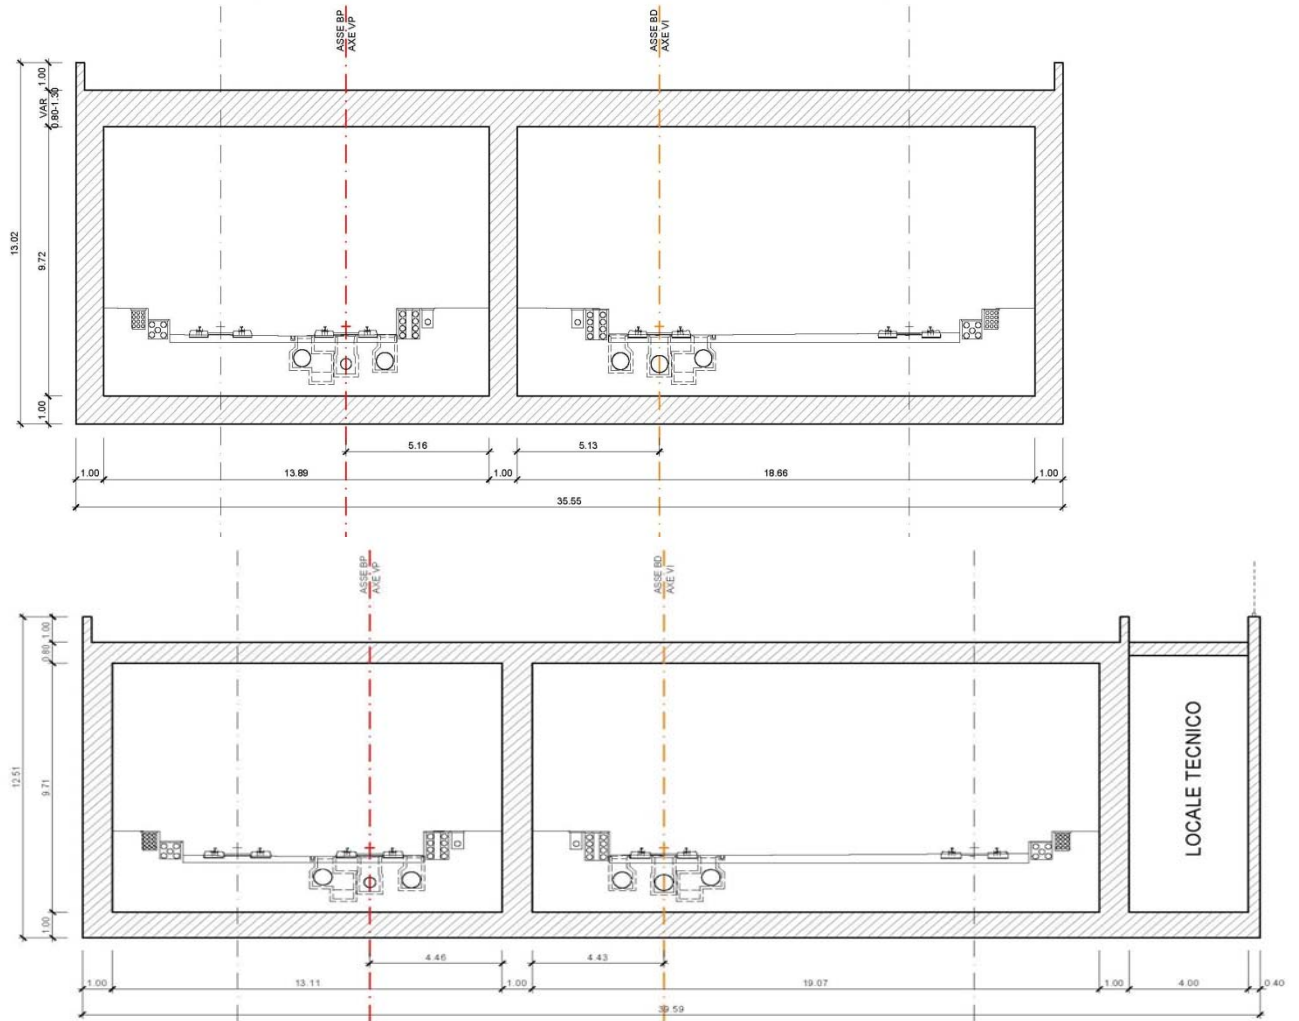 ASSE BP
AXE VP
ASSE BD
AXE VI
1.00
VAR
0.80-1.30
13.02
9.72
1.00
5.16
5.13
1.00
13.89
1.00
18.66
1.00
35.55
ASSE BP
AXE VP
ASSE BD
AXE VI
1.00
0.80
12.51
9.71
1.00
LOCALE TECNICO
4.46
4.43
1.00
13.11
1.00
19.07
1.00
4.00
0.40
39.59